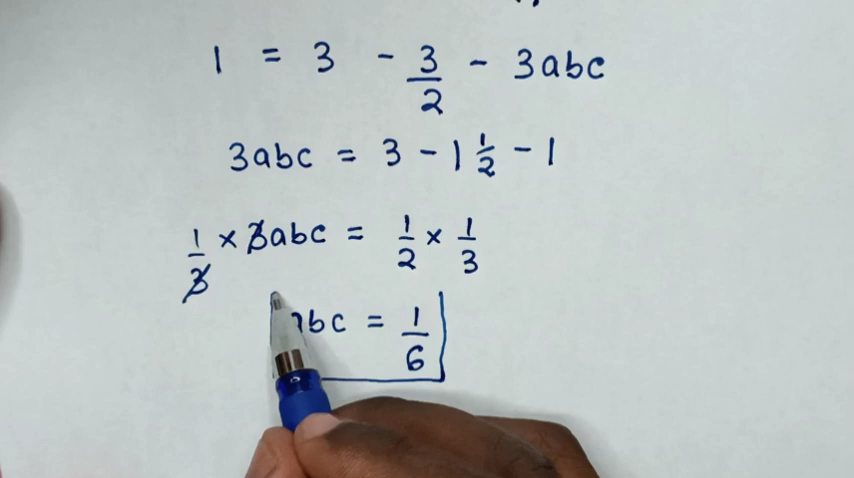 1 = 3 - 3/2 - 3abc
3abc = 3 - 1 1/2 - 1
1/3 × 3abc = 1/2 × 1/3
abc = 1/6